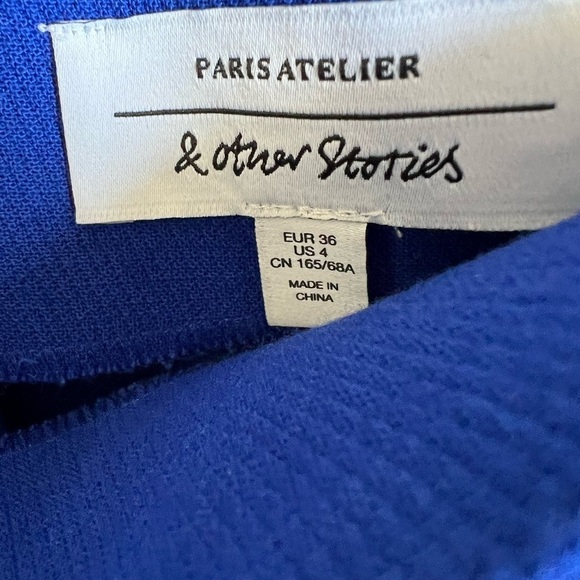 PARIS ATELIER
& other Stories
EUR 36
US 4
CN 165/68A
MADE IN
CHINA